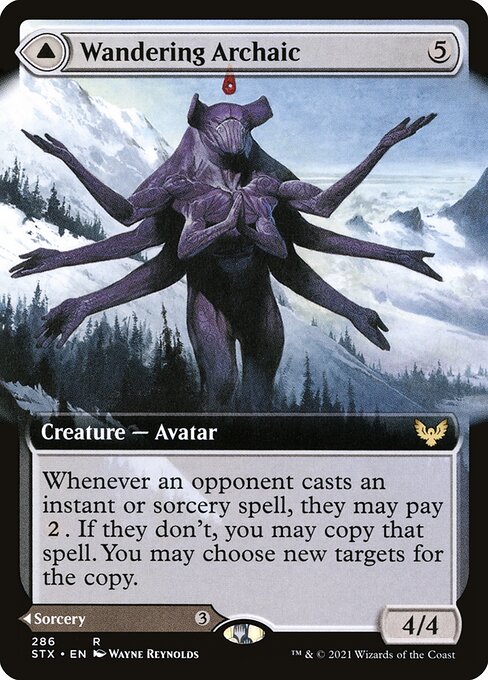 Wandering Archaic 5
Creature — Avatar
Whenever an opponent casts an
instant or sorcery spell, they may pay
2. If they don't, you may copy that
spell. You may choose new targets for
the copy.
Sorcery 3
4/4
286 R
STX • EN Wayne Reynolds
™ & © 2021 Wizards of the Coast